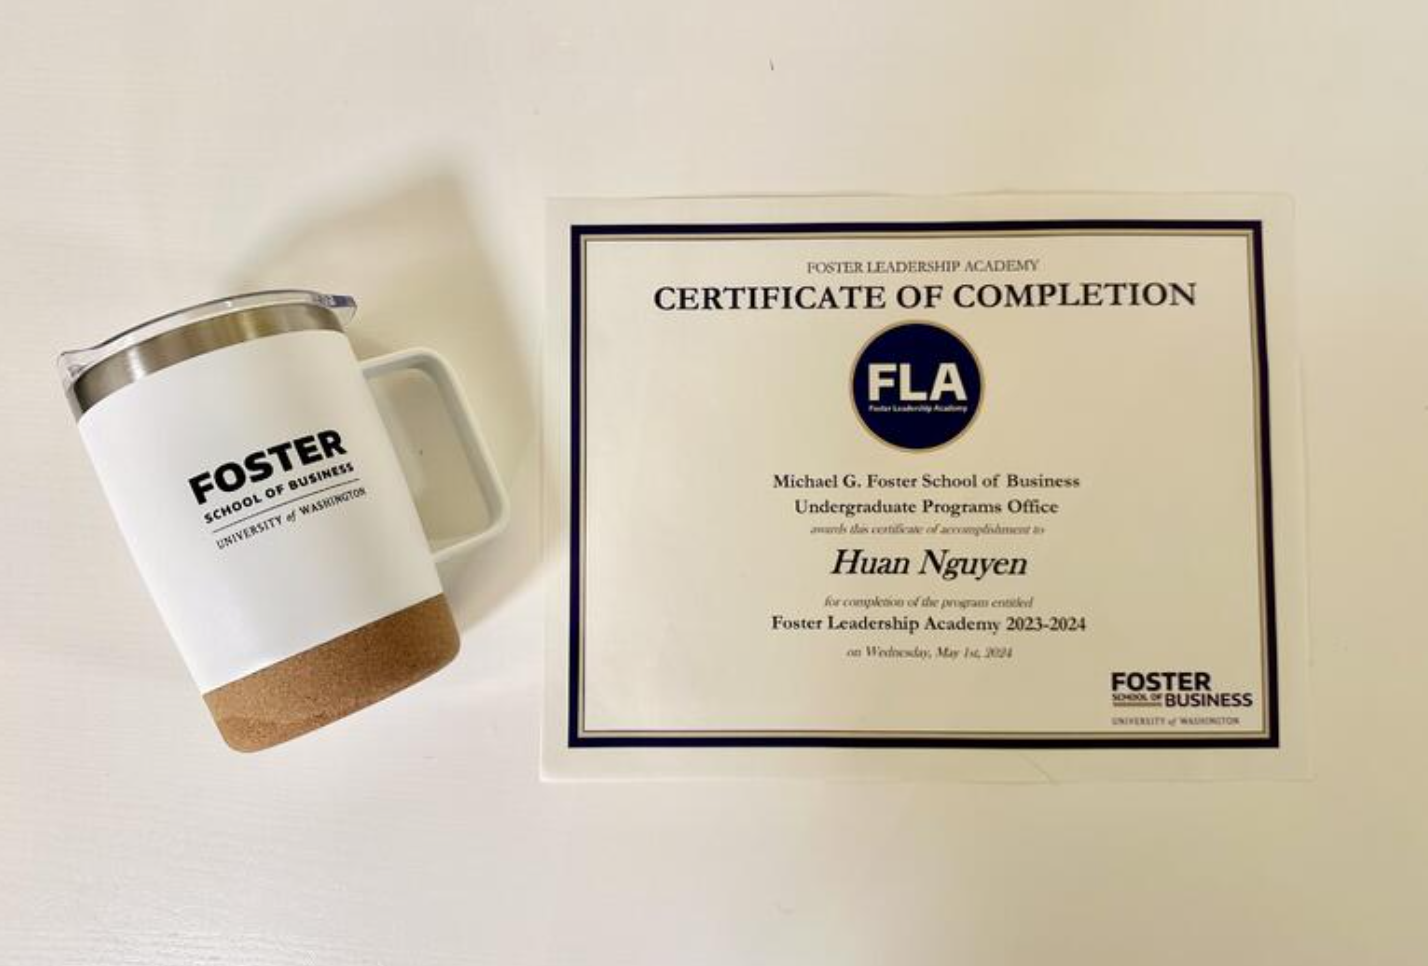 FOSTER
SCHOOL OF BUSINESS
UNIVERSITY of WASHINGTON
FOSTER LEADERSHIP ACADEMY
CERTIFICATE OF COMPLETION
FLA
Foster Leadership Academy
Michael G. Foster School of Business
Undergraduate Programs Office
awards this certificate of accomplishment to
Huan Nguyen
for completion of the program entitled
Foster Leadership Academy 2023-2024
on Wednesday, May 1st, 2024
FOSTER
SCHOOL OF BUSINESS
UNIVERSITY of WASHINGTON